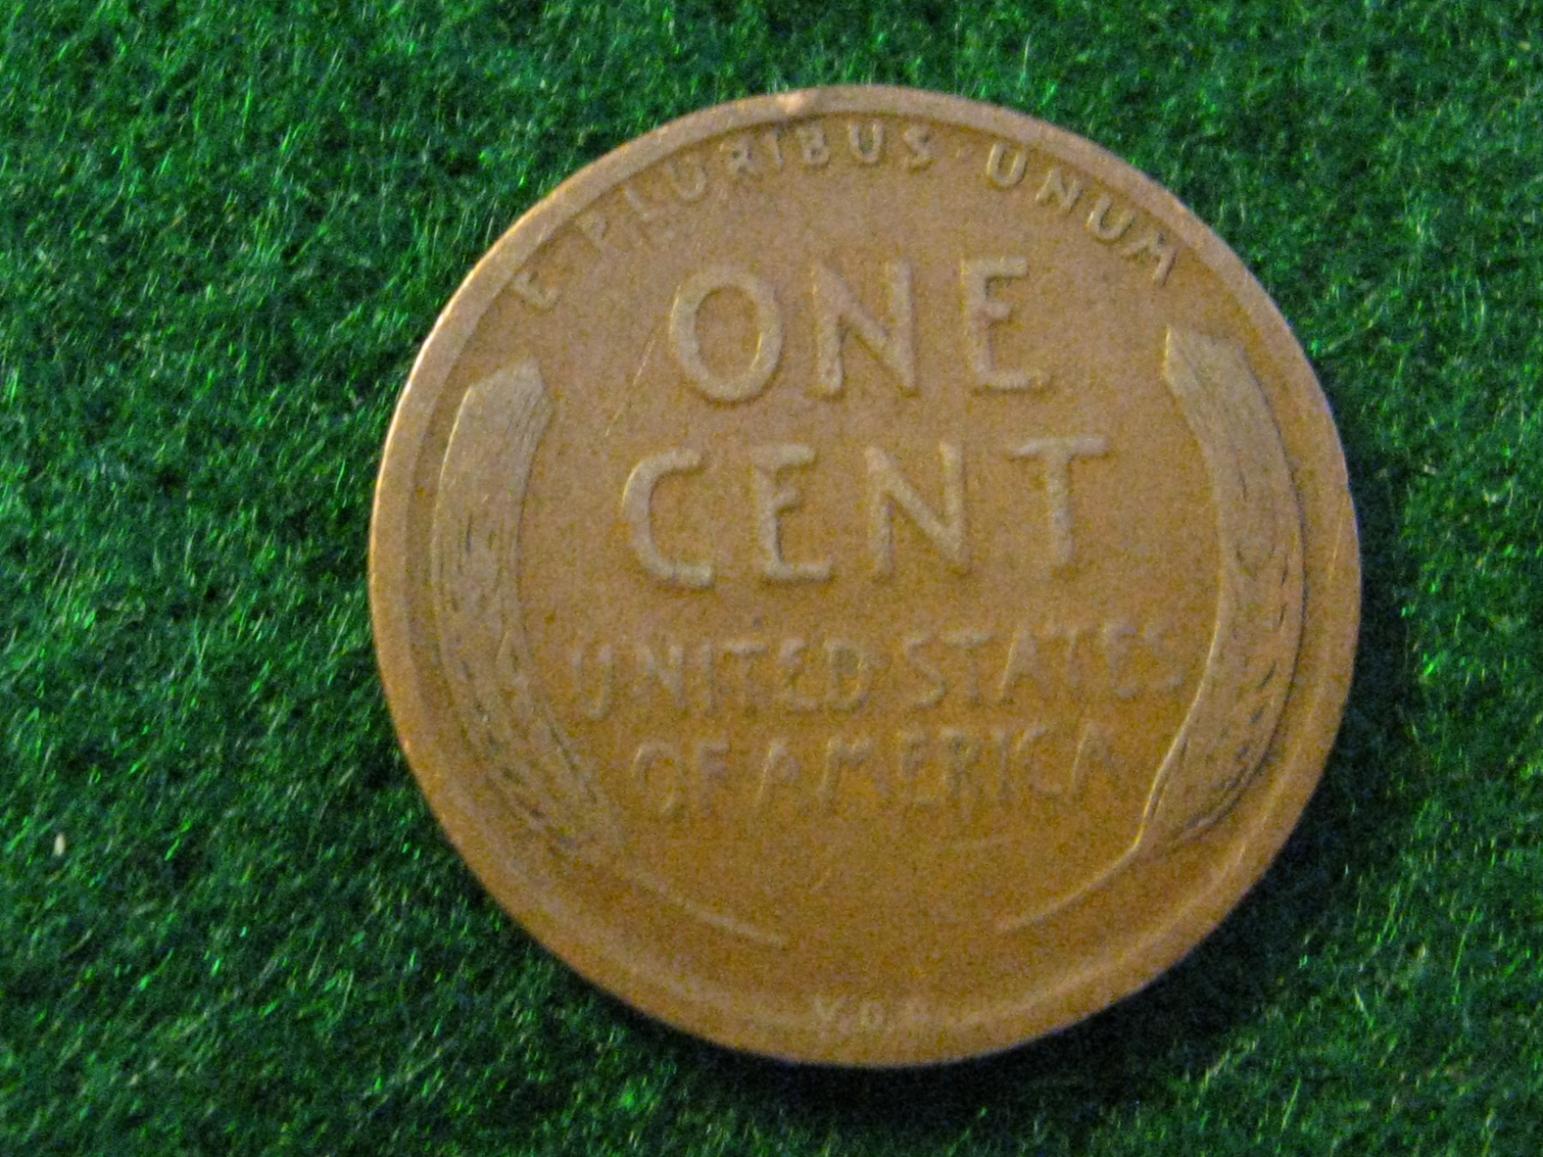 E PLURIBUS · UNUM
ONE
CENT
UNITED STATES
OF AMERICA